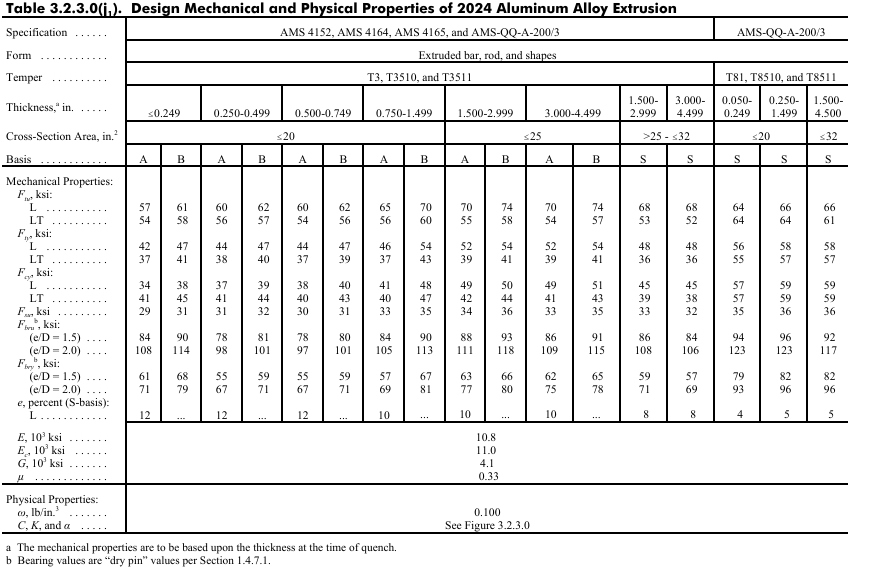 Table 3.2.3.0(j₁). Design Mechanical and Physical Properties of 2024 Aluminum Alloy Extrusion
Specification ...... AMS 4152, AMS 4164, AMS 4165, and AMS-QQ-A-200/3 AMS-QQ-A-200/3
Form ............ Extruded bar, rod, and shapes
Temper .......... T3, T3510, and T3511 T81, T8510, and T8511
Thickness,ᵃ in. ..... ≤0.249 0.250-0.499 0.500-0.749 0.750-1.499 1.500-2.999 3.000-4.499 1.500-2.999 3.000-4.499 0.050-0.249 0.250-1.499 1.500-4.500
Cross-Section Area, in.² ≤20 ≤25 >25 - ≤32 ≤20 ≤32
Basis ............ A B A B A B A B A B A B S S S S S
Mechanical Properties:
Fₜᵤ, ksi:
L ........... 57 61 60 62 60 62 65 70 70 74 70 74 68 68 64 66 66
LT .......... 54 58 56 57 54 56 56 60 55 58 54 57 53 52 64 64 61
Fₜy, ksi:
L ........... 42 47 44 47 44 47 46 54 52 54 52 54 48 48 56 58 58
LT .......... 37 41 38 40 37 39 37 43 39 41 39 41 36 36 55 57 57
Fcy, ksi:
L ........... 34 38 37 39 38 40 41 48 49 50 49 51 45 45 57 59 59
LT .......... 41 45 41 44 40 43 40 47 42 44 41 43 39 38 57 59 59
Fₛᵤ, ksi ......... 29 31 31 32 30 31 33 35 34 36 33 35 33 32 35 36 36
Fbruᵇ, ksi:
(e/D = 1.5) .... 84 90 78 81 78 80 84 90 88 93 86 91 86 84 94 96 92
(e/D = 2.0) .... 108 114 98 101 97 101 105 113 111 118 109 115 108 106 123 123 117
Fbryᵇ, ksi:
(e/D = 1.5) .... 61 68 55 59 55 59 57 67 63 66 62 65 59 57 79 82 82
(e/D = 2.0) .... 71 79 67 71 67 71 69 81 77 80 75 78 71 69 93 96 96
e, percent (S-basis):
L ............ 12 ... 12 ... 12 ... 10 ... 10 ... 10 ... 8 8 4 5 5
E, 10³ ksi ....... 10.8
Ec, 10³ ksi ...... 11.0
G, 10³ ksi ...... 4.1
μ ............. 0.33
Physical Properties:
ω, lb/in.³ ....... 0.100
C, K, and α ..... See Figure 3.2.3.0
a The mechanical properties are to be based upon the thickness at the time of quench.
b Bearing values are “dry pin” values per Section 1.4.7.1.